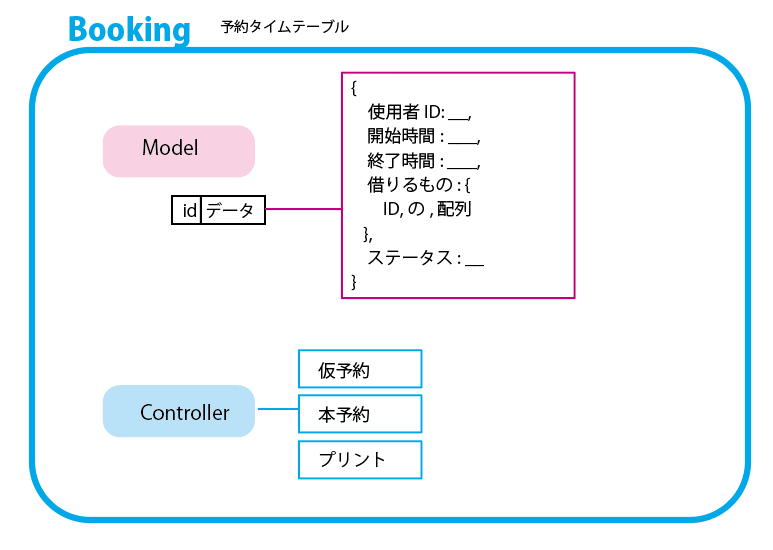 Booking 予約タイムテーブル
Model
id データ
{
使用者 ID: __,
開始時間 : ___,
終了時間 : ___,
借りるもの : {
ID, の , 配列
},
ステータス : __
}
Controller
仮予約
本予約
プリント